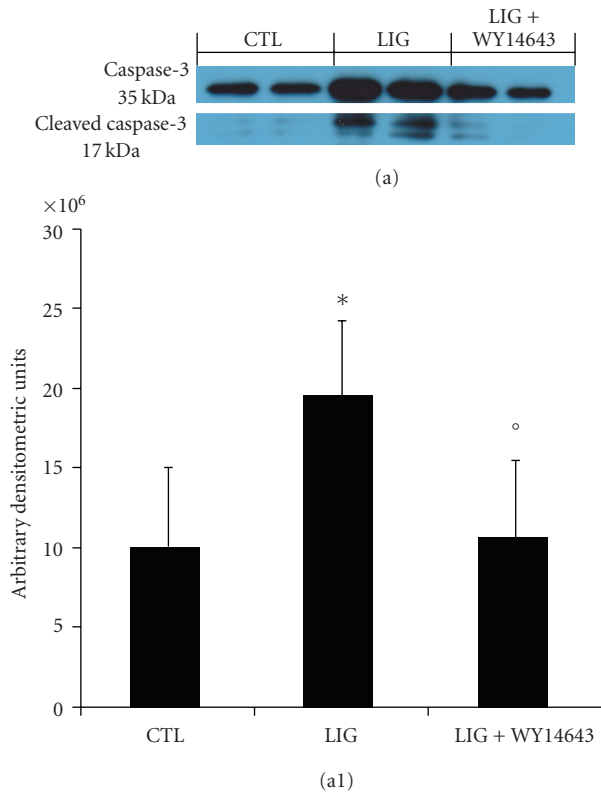 CTL
LIG
LIG +
WY14643
Caspase-3
35 kDa
Cleaved caspase-3
17 kDa
(a)
×10⁶
30
25
20
15
10
5
0
Arbitrary densitometric units
*
°
CTL
LIG
LIG + WY14643
(a1)